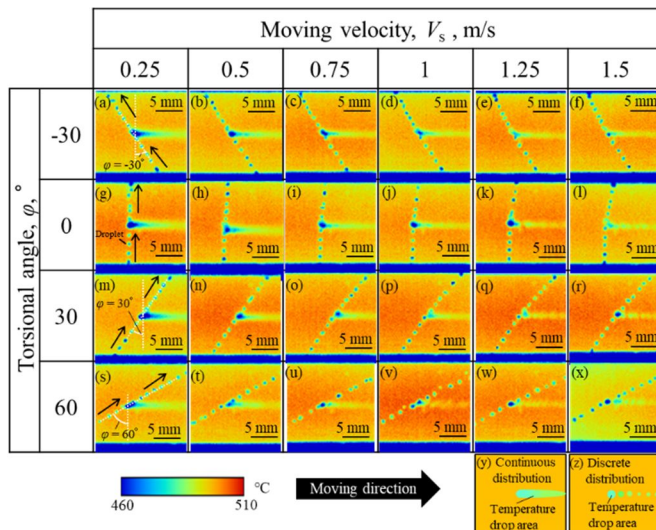 Moving velocity, Vs , m/s
0.25 0.5 0.75 1 1.25 1.5
Torsional angle, φ,°
-30
(a) 5 mm (b) 5 mm (c) 5 mm (d) 5 mm (e) 5 mm (f) 5 mm
φ = -30°
0
(g) (h) (i) (j) (k) (l)
Droplet
5 mm 5 mm 5 mm 5 mm 5 mm 5 mm
30
(m) (n) (o) (p) (q) (r)
φ = 30°
5 mm 5 mm 5 mm 5 mm 5 mm 5 mm
60
(s) (t) (u) (v) (w) (x)
φ = 60°
5 mm 5 mm 5 mm 5 mm 5 mm 5 mm
°C
460 510
Moving direction
(y) Continuous distribution
Temperature drop area
(z) Discrete distribution
Temperature drop area